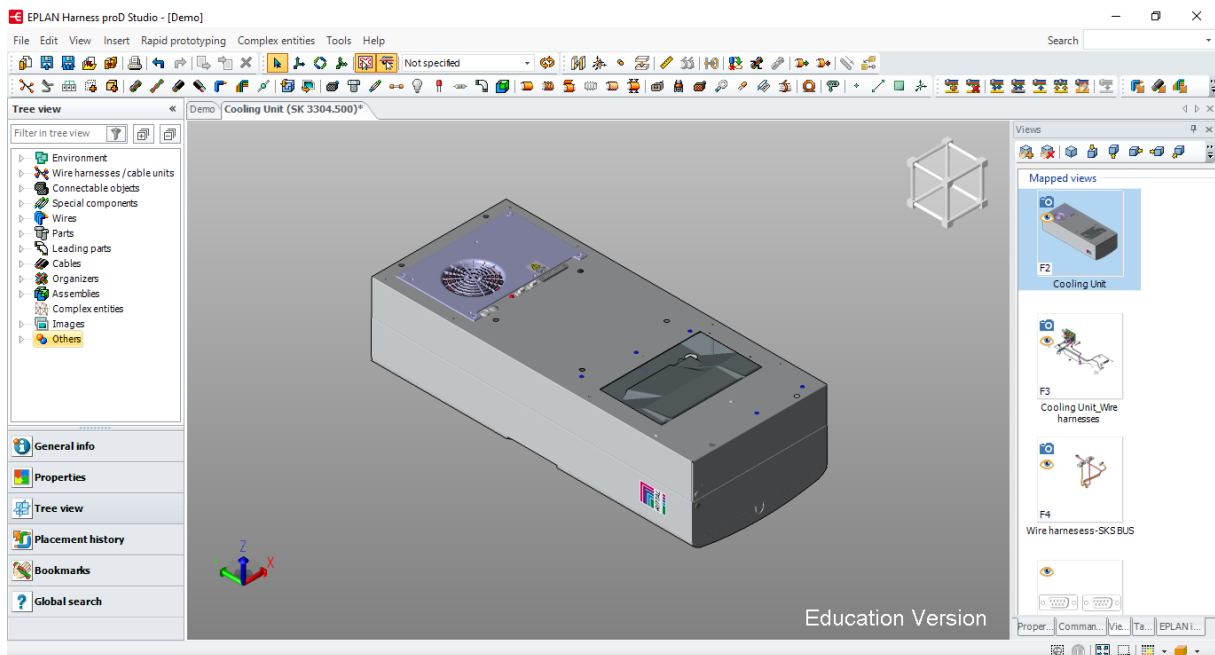 EPLAN Harness proD Studio - [Demo]
File Edit View Insert Rapid prototyping Complex entities Tools Help
Search
Not specified
Tree view
Demo
Cooling Unit (SK 3304.500)*
Filter in tree view
Environment
Wire harnesses / cable units
Connectable objects
Special components
Wires
Parts
Leading parts
Cables
Organizers
Assemblies
Complex entities
Images
Others
General info
Properties
Tree view
Placement history
Bookmarks
Global search
Z
X
Education Version
Views
Mapped views
F2
Cooling Unit
F3
Cooling Unit_Wire
harnesses
F4
Wire harnesess-SKS BUS
Proper... Comman... Vie... Ta... EPLAN i...